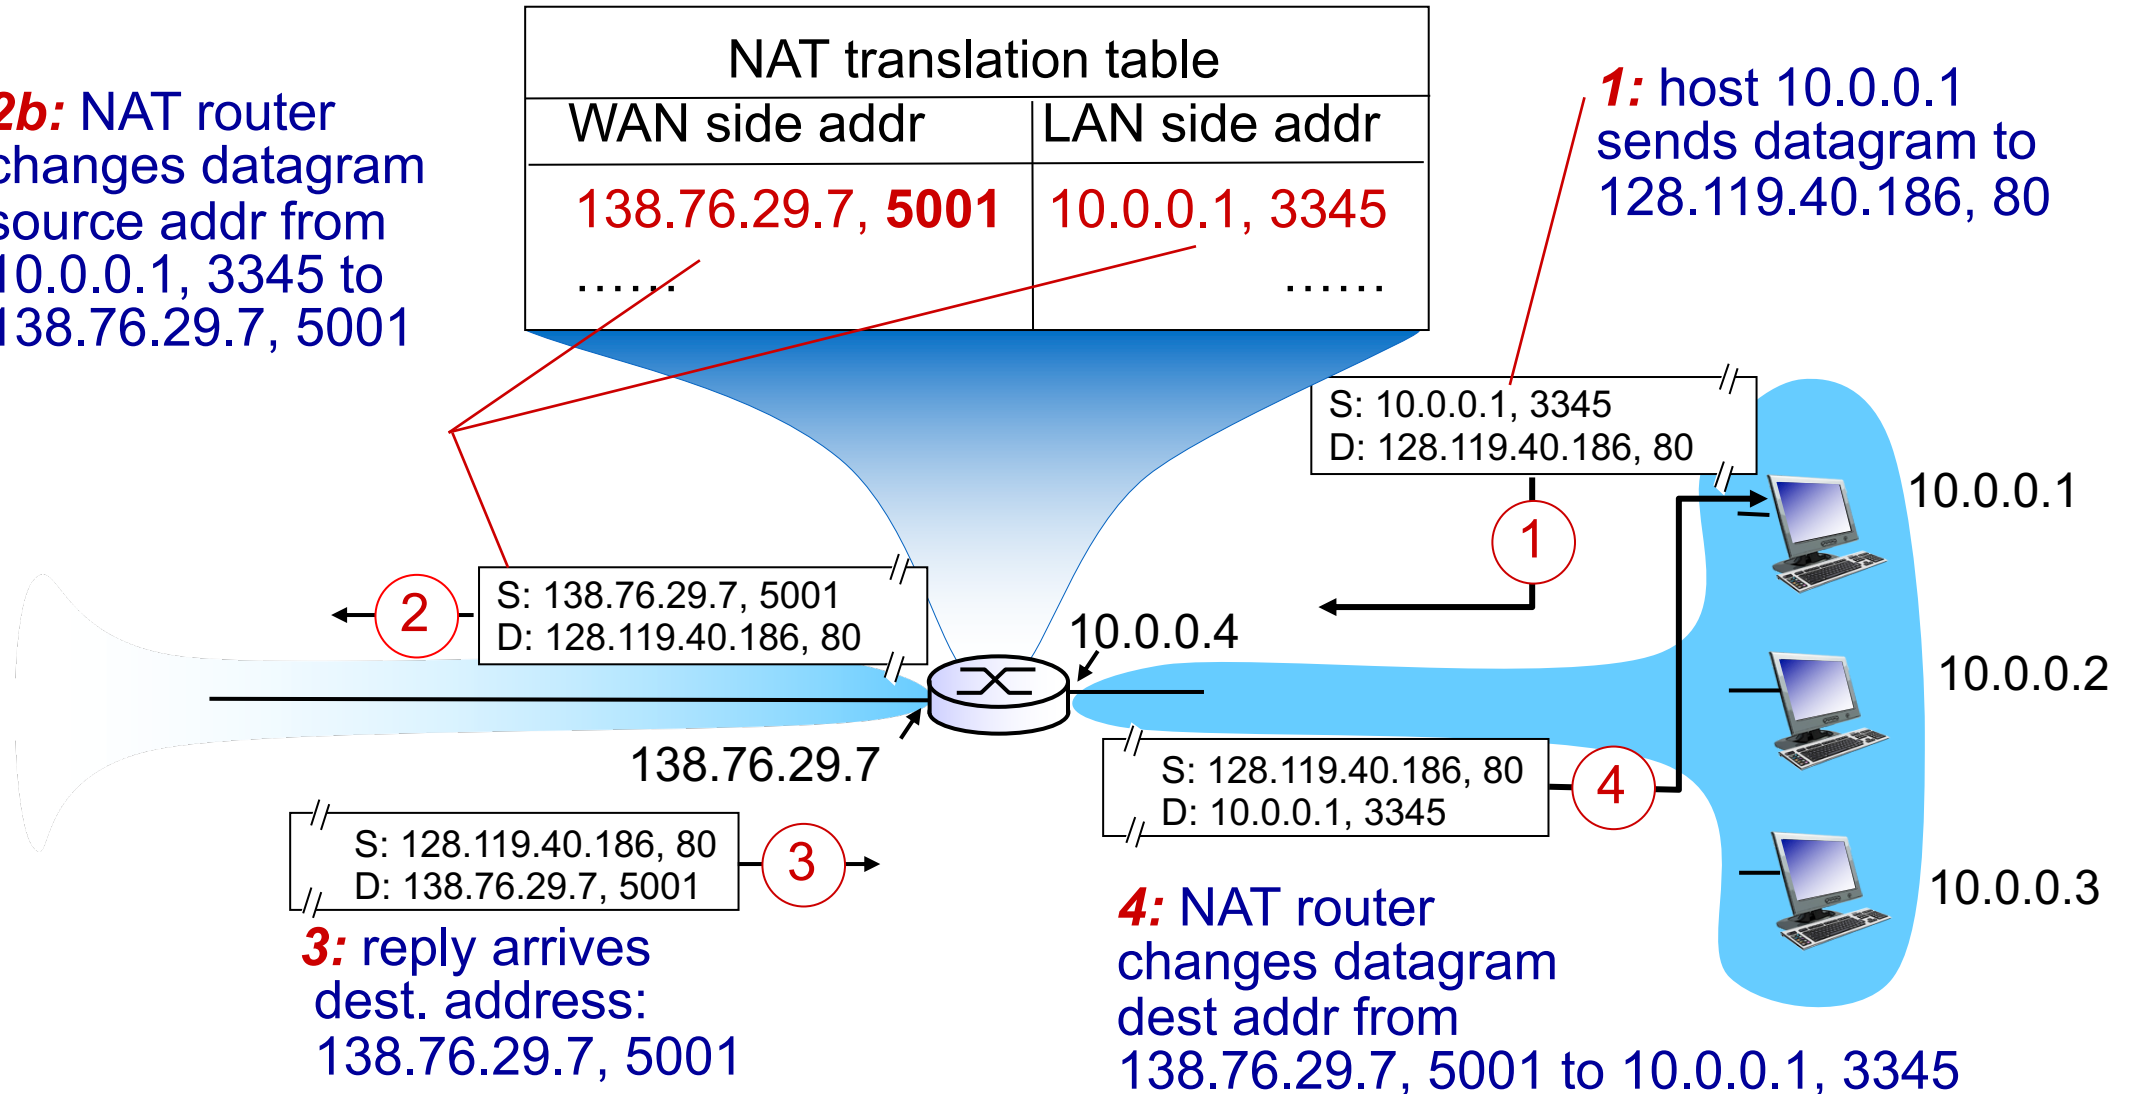 NAT translation table
WAN side addr
LAN side addr
138.76.29.7, 5001
10.0.0.1, 3345
......
......
2b: NAT router
changes datagram
source addr from
10.0.0.1, 3345 to
138.76.29.7, 5001
1: host 10.0.0.1
sends datagram to
128.119.40.186, 80
S: 10.0.0.1, 3345
D: 128.119.40.186, 80
1
10.0.0.1
S: 138.76.29.7, 5001
D: 128.119.40.186, 80
2
10.0.0.4
10.0.0.2
138.76.29.7
S: 128.119.40.186, 80
D: 10.0.0.1, 3345
4
S: 128.119.40.186, 80
D: 138.76.29.7, 5001
3
10.0.0.3
3: reply arrives
dest. address:
138.76.29.7, 5001
4: NAT router
changes datagram
dest addr from
138.76.29.7, 5001 to 10.0.0.1, 3345